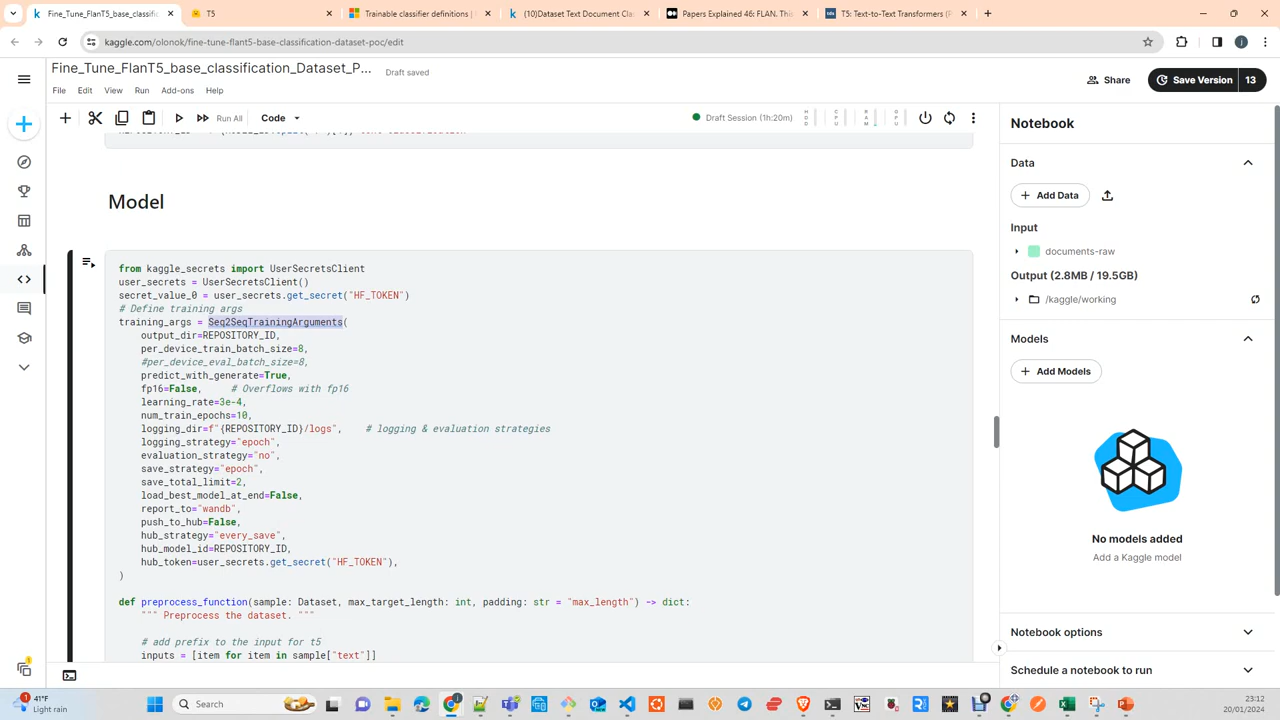 Fine_Tune_FlanT5_base_classific
T5
Trainable classifier definitions |
(10)Dataset Text Document Clas
Papers Explained 46: FLAN. This
T5: Text-to-Text Transformers (P
kaggle.com/olonok/fine-tune-flant5-base-classification-dataset-poc/edit
Fine_Tune_FlanT5_base_classification_Dataset_P...
Draft saved
Share
Save Version
13
File Edit View Run Add-ons Help
Run All
Code
Draft Session (1h:20m)
HDD
CPU
RAM
GPU
Notebook
Data
Add Data
Input
documents-raw
Output (2.8MB / 19.5GB)
/kaggle/working
Models
Add Models
No models added
Add a Kaggle model
Notebook options
Schedule a notebook to run
Model
from kaggle_secrets import UserSecretsClient
user_secrets = UserSecretsClient()
secret_value_0 = user_secrets.get_secret("HF_TOKEN")
# Define training args
training_args = Seq2SeqTrainingArguments(
output_dir=REPOSITORY_ID,
per_device_train_batch_size=8,
#per_device_eval_batch_size=8,
predict_with_generate=True,
fp16=False, # Overflows with fp16
learning_rate=3e-4,
num_train_epochs=10,
logging_dir=f"{REPOSITORY_ID}/logs", # logging & evaluation strategies
logging_strategy="epoch",
evaluation_strategy="no",
save_strategy="epoch",
save_total_limit=2,
load_best_model_at_end=False,
report_to="wandb",
push_to_hub=False,
hub_strategy="every_save",
hub_model_id=REPOSITORY_ID,
hub_token=user_secrets.get_secret("HF_TOKEN"),
)
def preprocess_function(sample: Dataset, max_target_length: int, padding: str = "max_length") -> dict:
""" Preprocess the dataset. """
# add prefix to the input for t5
inputs = [item for item in sample["text"]]
41°F
Light rain
Search
23:12
20/01/2024